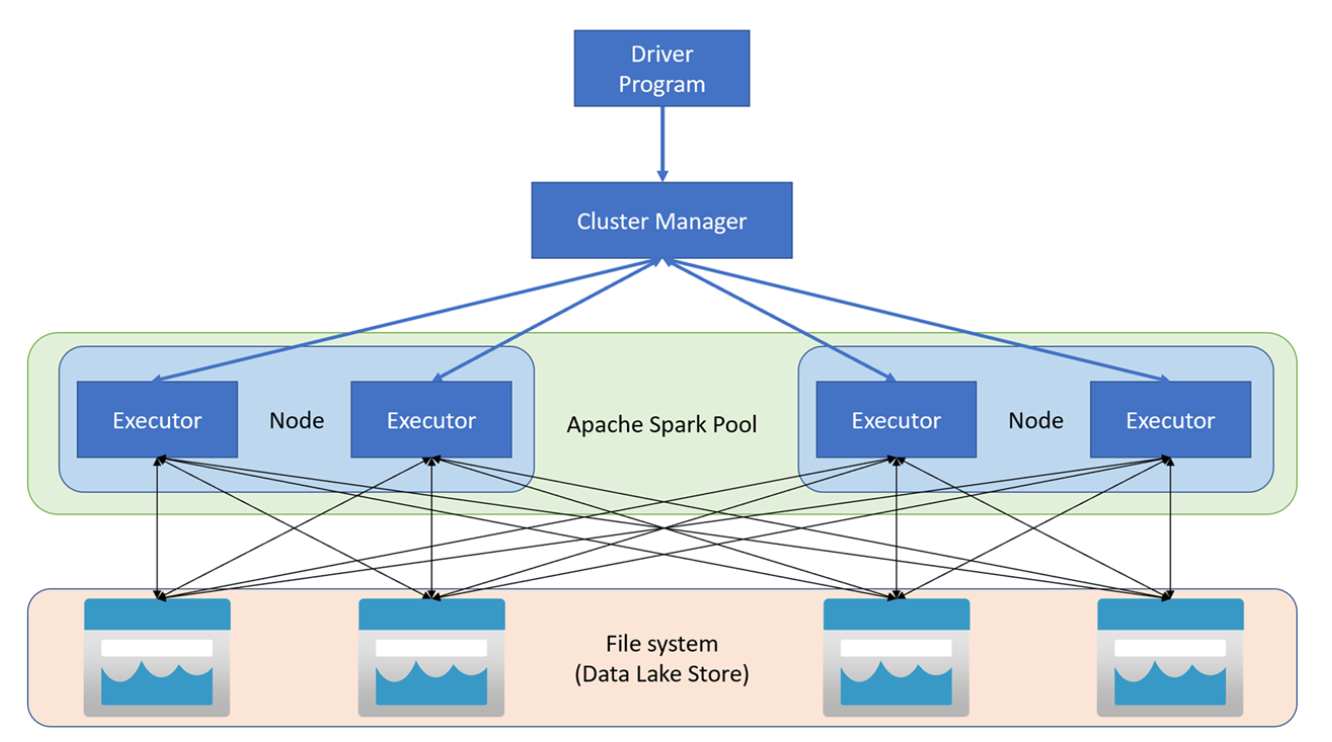 Driver
Program
Cluster Manager
Executor
Node
Executor
Apache Spark Pool
Executor
Node
Executor
File system
(Data Lake Store)